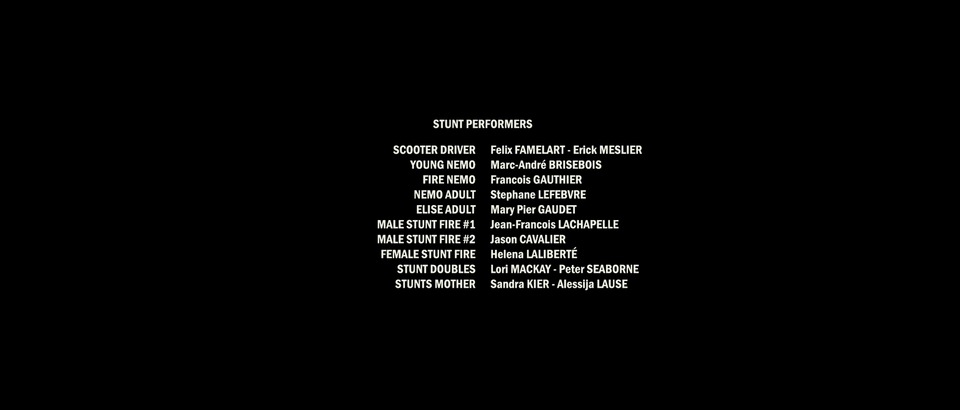 STUNT PERFORMERS
SCOOTER DRIVER Felix FAMELART - Erick MESLIER
YOUNG NEMO Marc-André BRISEBOIS
FIRE NEMO Francois GAUTHIER
NEMO ADULT Stephane LEFEBVRE
ELISE ADULT Mary Pier GAUDET
MALE STUNT FIRE #1 Jean-Francois LACHAPELLE
MALE STUNT FIRE #2 Jason CAVALIER
FEMALE STUNT FIRE Helena LALIBERTÉ
STUNT DOUBLES Lori MACKAY - Peter SEABORNE
STUNTS MOTHER Sandra KIER - Alessija LAUSE